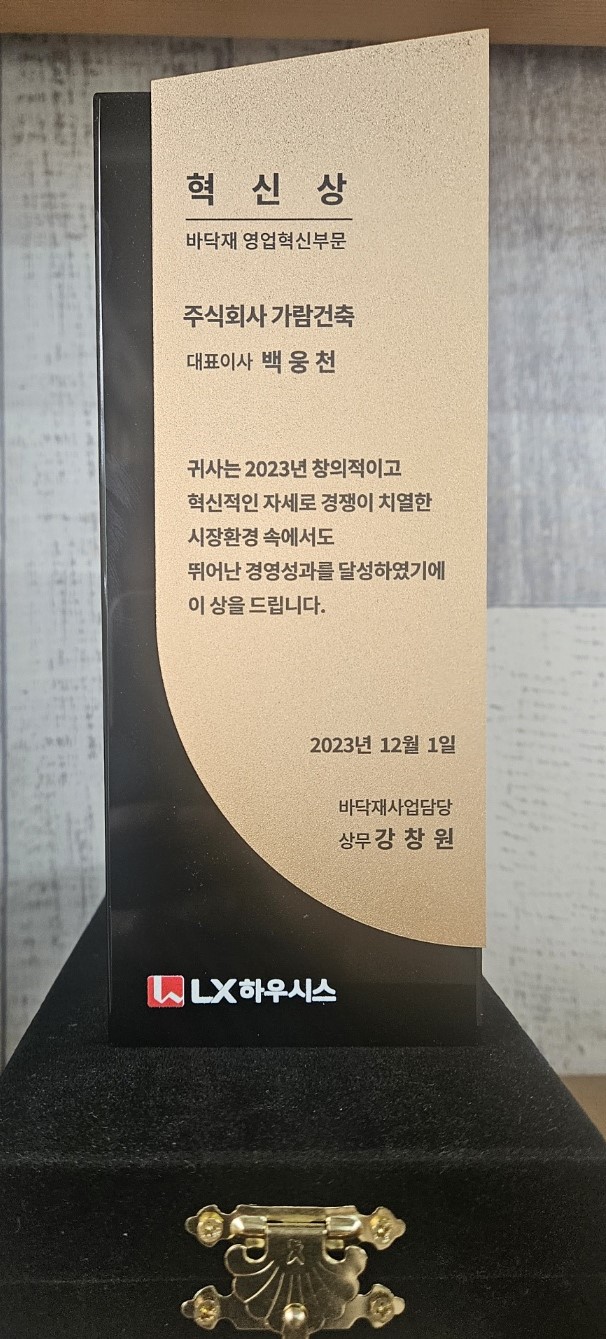 혁 신 상
바닥재 영업혁신부문
주식회사 가람건축
대표이사 백 웅 천
귀사는 2023년 창의적이고
혁신적인 자세로 경쟁이 치열한
시장환경 속에서도
뛰어난 경영성과를 달성하였기에
이 상을 드립니다.
2023년 12월 1일
바닥재사업담당
상무 강 창 원
LX하우시스